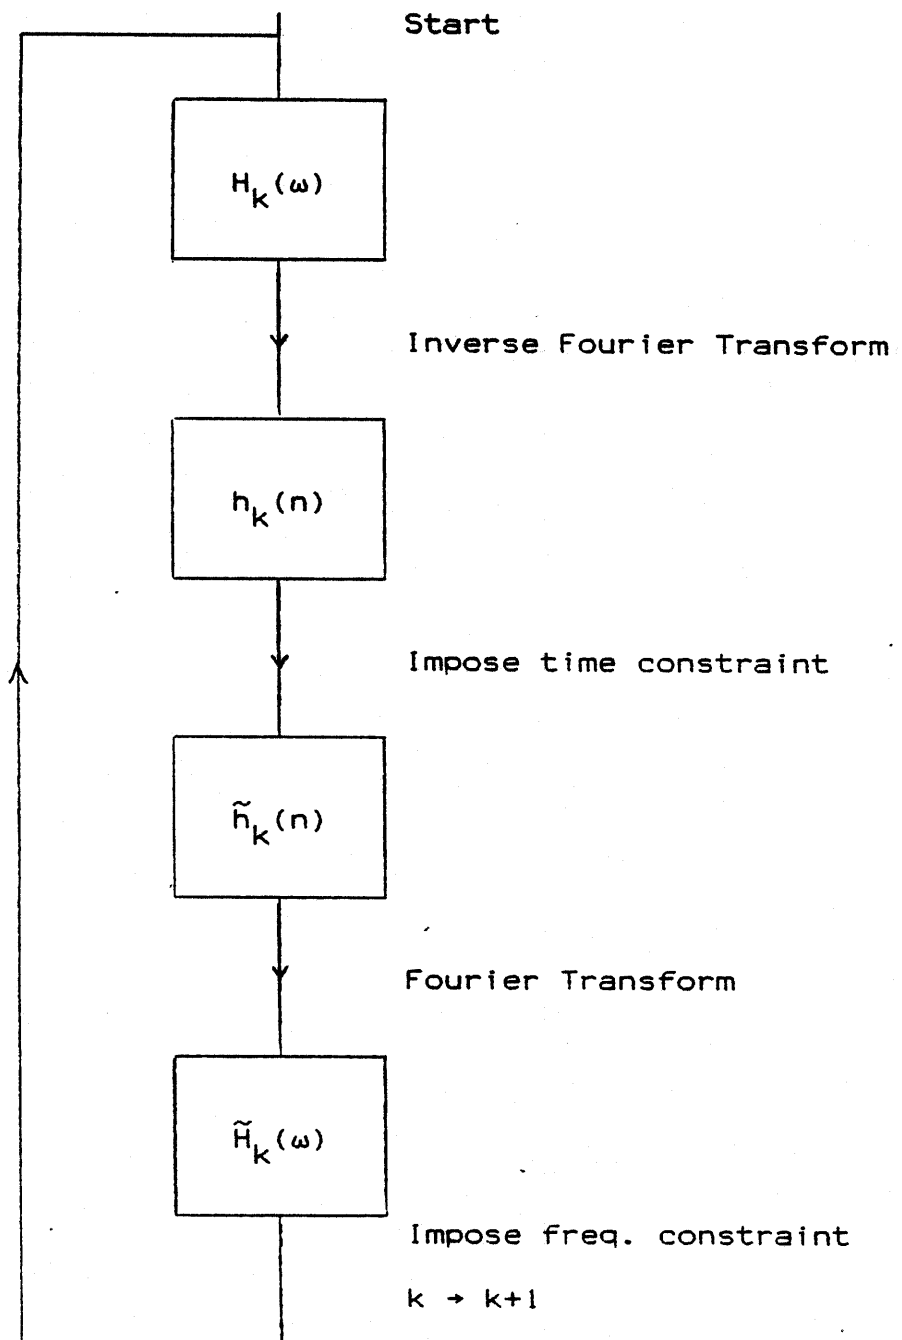 Start
H_k(ω)
Inverse Fourier Transform
h_k(n)
Impose time constraint
h̃_k(n)
Fourier Transform
H̃_k(ω)
Impose freq. constraint
k → k+1